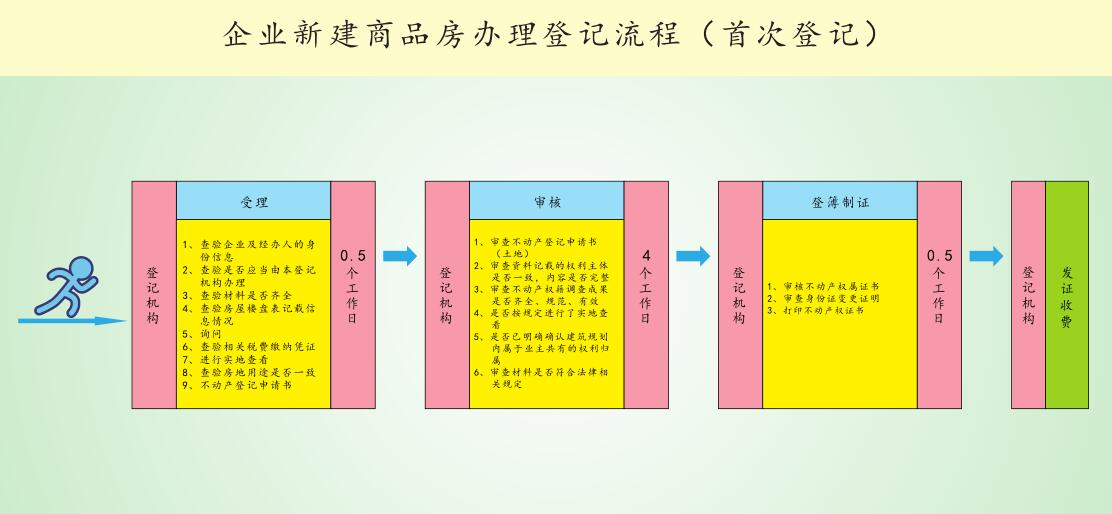 企业新建商品房办理登记流程（首次登记）
登记机构
受理
1、查验企业及经办人的身
份信息
2、查验是否应当由本登记
机构办理
3、查验材料是否齐全
4、查验房屋楼盘表记载信
息情况
5、询问
6、查验相关税费缴纳凭证
7、进行实地查看
8、查验房地用途是否一致
9、不动产登记申请书
0.5个工作日
登记机构
审核
1、审查不动产登记申请书
（土地）
2、审查资料记载的权利主体
是否一致，内容是否完整
3、审查不动产权籍调查成果
是否齐全、规范、有效
4、是否按规定进行了实地查
看
5、是否已明确确认建筑规划
内属于业主共有的权利归
属
6、审查材料是否符合法律相
关规定
4个工作日
登记机构
登薄制证
1、审核不动产权属证书
2、审查身份证变更证明
3、打印不动产权证书
0.5个工作日
登记机构
发证收费